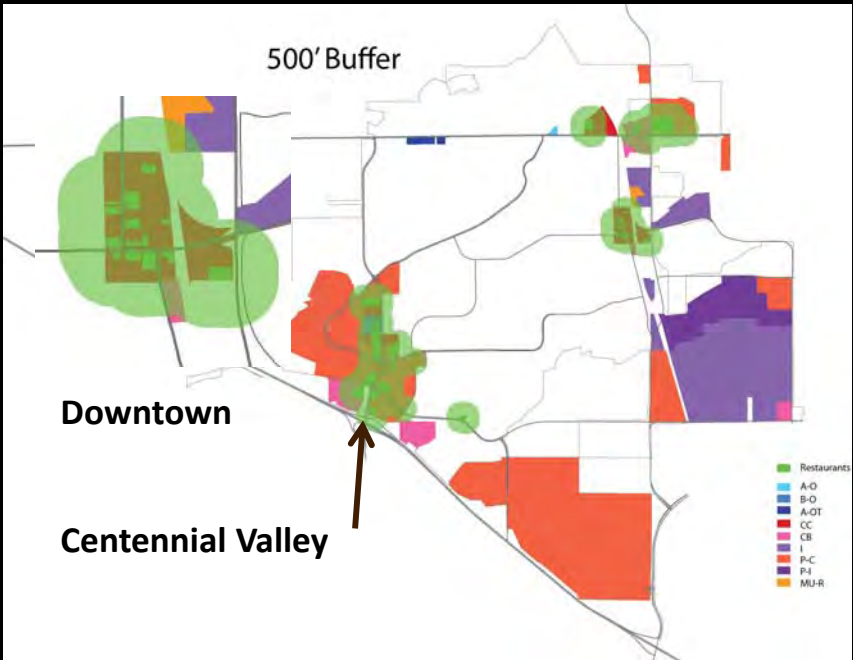 500' Buffer
Downtown
Centennial Valley
Restaurants
A-O
B-O
A-OT
CC
CB
I
P-C
P-I
MU-R